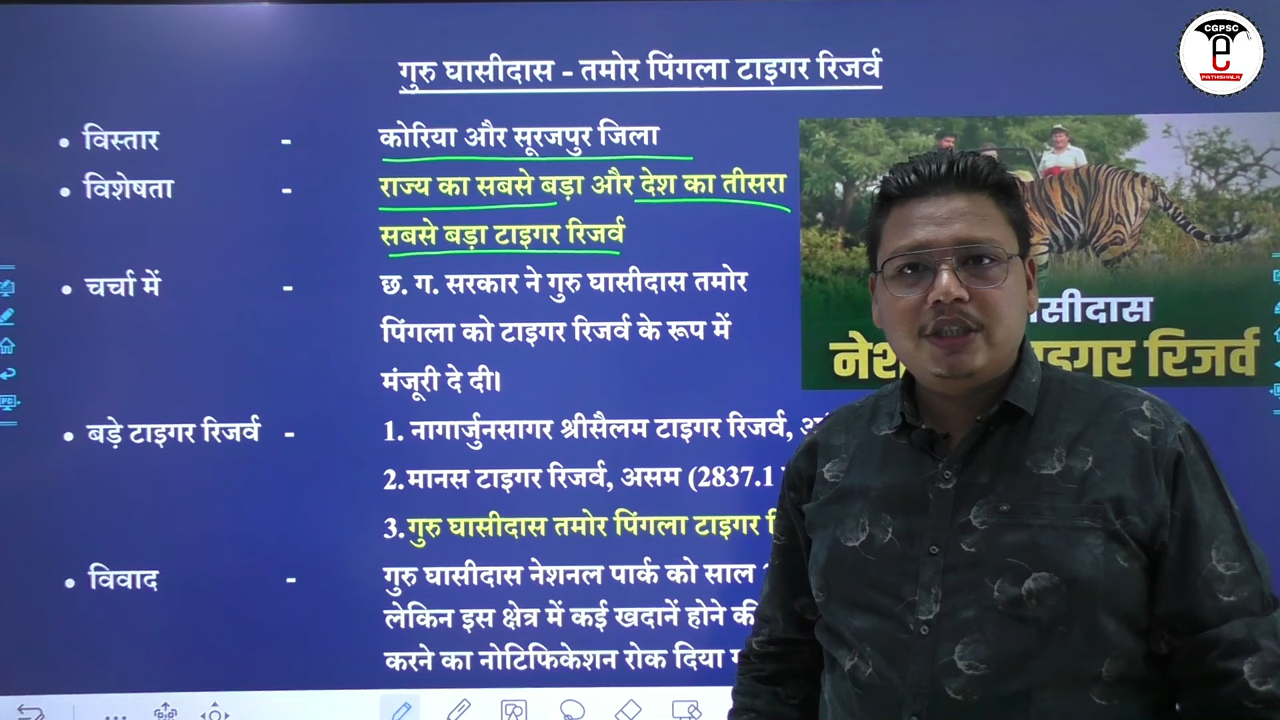 CGPSC
e
PATHSHALA
गुरु घासीदास - तमोर पिंगला टाइगर रिजर्व
• विस्तार - कोरिया और सूरजपुर जिला
• विशेषता - राज्य का सबसे बड़ा और देश का तीसरा
सबसे बड़ा टाइगर रिजर्व
• चर्चा में - छ. ग. सरकार ने गुरु घासीदास तमोर
पिंगला को टाइगर रिजर्व के रूप में
मंजूरी दे दी।
सीदास
टाइगर रिजर्व
• बड़े टाइगर रिजर्व - 1. नागार्जुनसागर श्रीसैलम टाइगर रिजर्व,
2. मानस टाइगर रिजर्व, असम (2837.1
3. गुरु घासीदास तमोर पिंगला टाइगर
• विवाद - गुरु घासीदास नेशनल पार्क को साल
लेकिन इस क्षेत्र में कई खदानें होने की
करने का नोटिफिकेशन रोक दिया